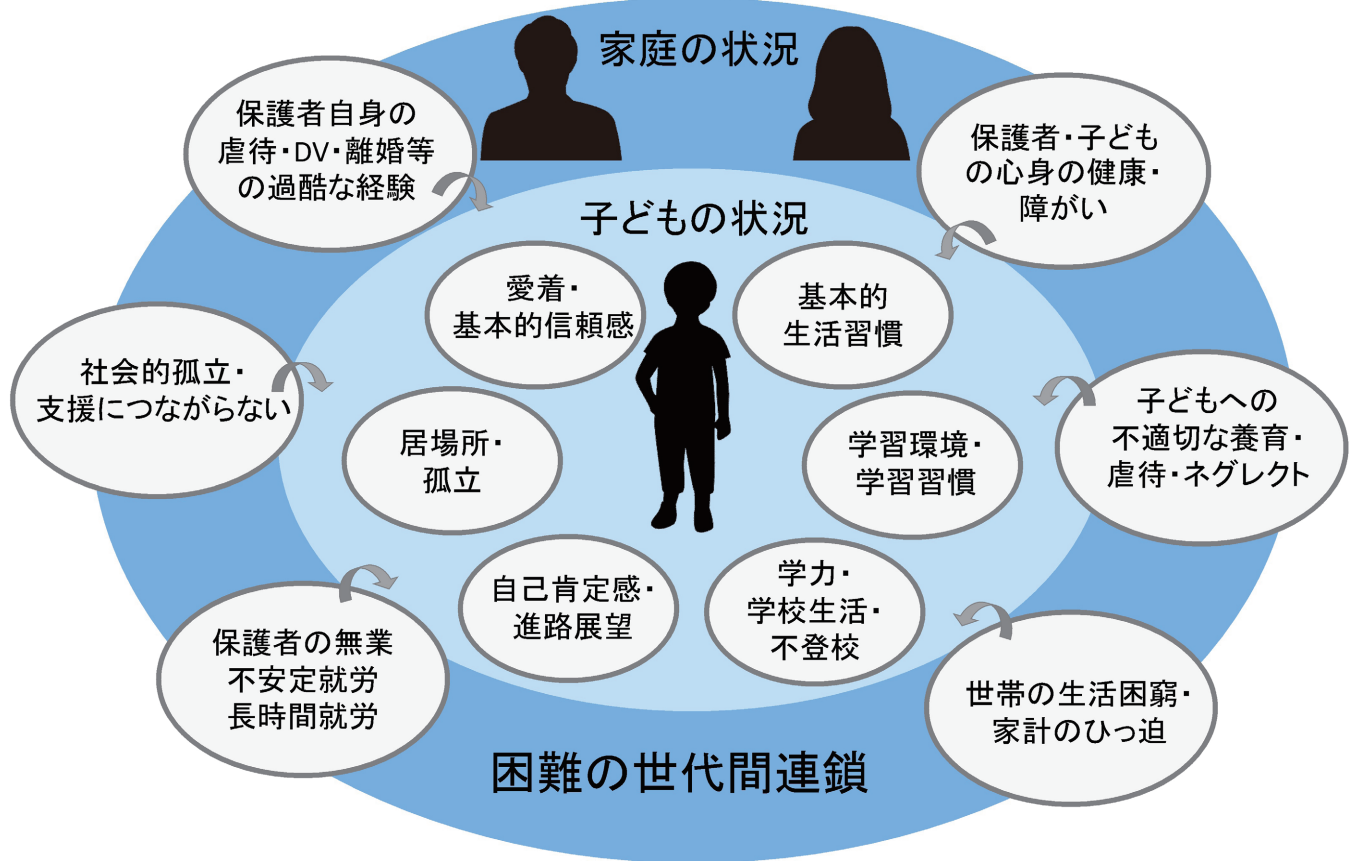 家庭の状況
保護者自身の
虐待・DV・離婚等
の過酷な経験
保護者・子ども
の心身の健康・
障がい
子どもの状況
愛着・
基本的信頼感
基本的
生活習慣
社会的孤立・
支援につながらない
居場所・
孤立
学習環境・
学習習慣
子どもへの
不適切な養育・
虐待・ネグレクト
自己肯定感・
進路展望
学力・
学校生活・
不登校
保護者の無業
不安定就労
長時間就労
世帯の生活困窮・
家計のひっ迫
困難の世代間連鎖